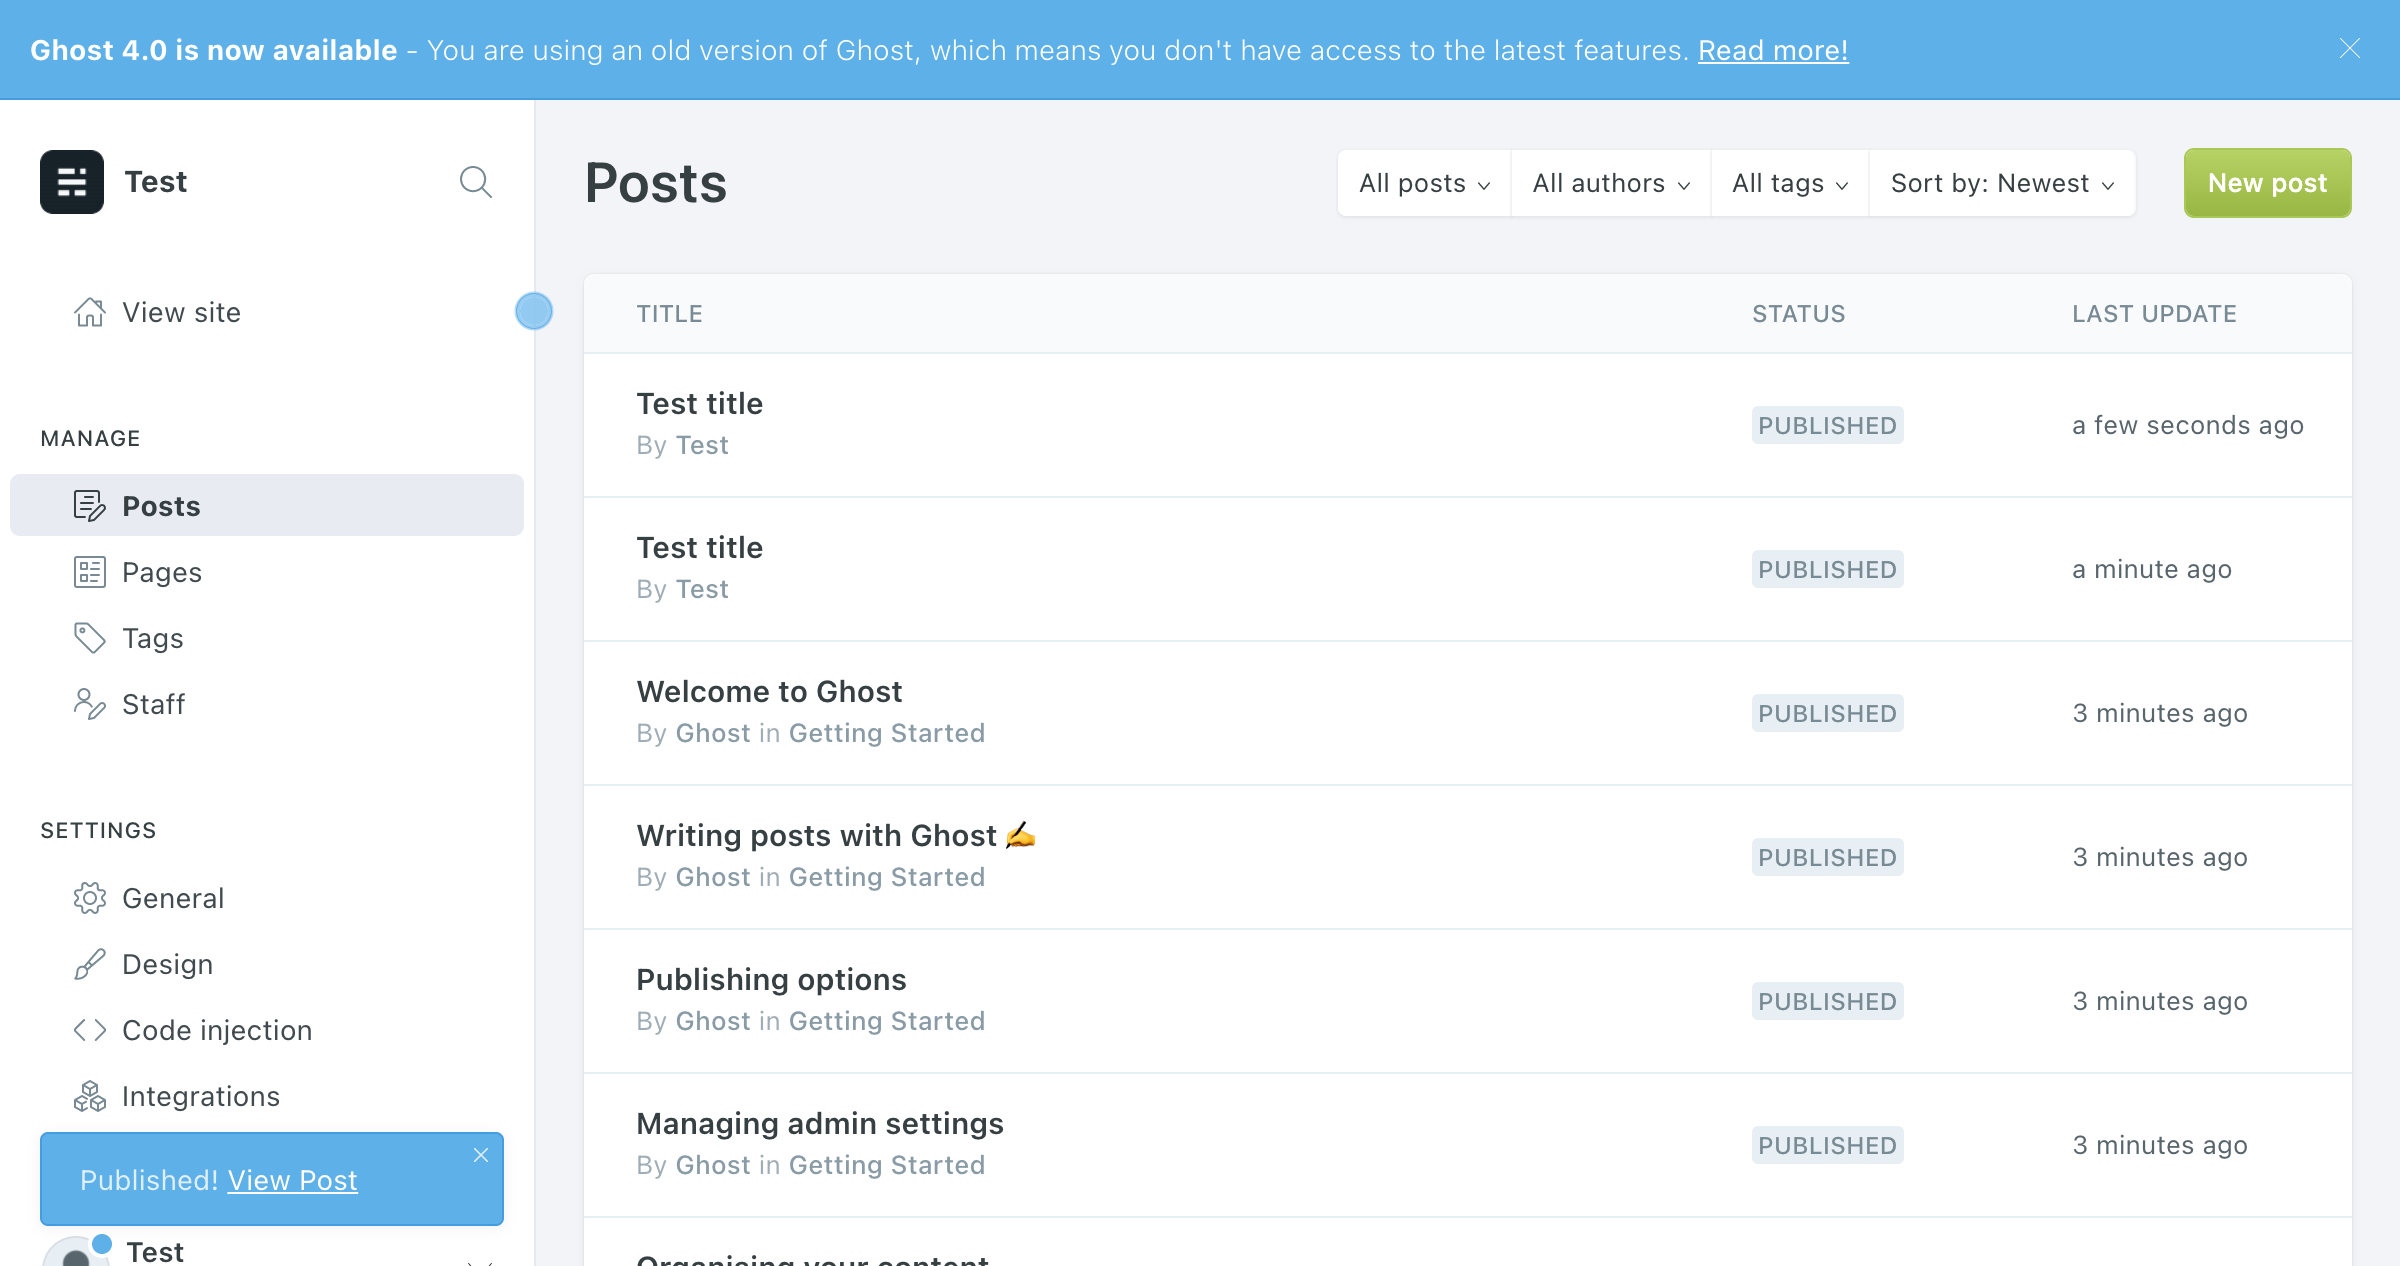 Ghost 4.0 is now available - You are using an old version of Ghost, which means you don't have access to the latest features. Read more!
Test
View site
MANAGE
Posts
Pages
Tags
Staff
SETTINGS
General
Design
Code injection
Integrations
Published! View Post
Test
Posts
All posts
All authors
All tags
Sort by: Newest
New post
TITLE STATUS LAST UPDATE
Test title
By Test
PUBLISHED
a few seconds ago
Test title
By Test
PUBLISHED
a minute ago
Welcome to Ghost
By Ghost in Getting Started
PUBLISHED
3 minutes ago
Writing posts with Ghost ✍️
By Ghost in Getting Started
PUBLISHED
3 minutes ago
Publishing options
By Ghost in Getting Started
PUBLISHED
3 minutes ago
Managing admin settings
By Ghost in Getting Started
PUBLISHED
3 minutes ago
Organising your content